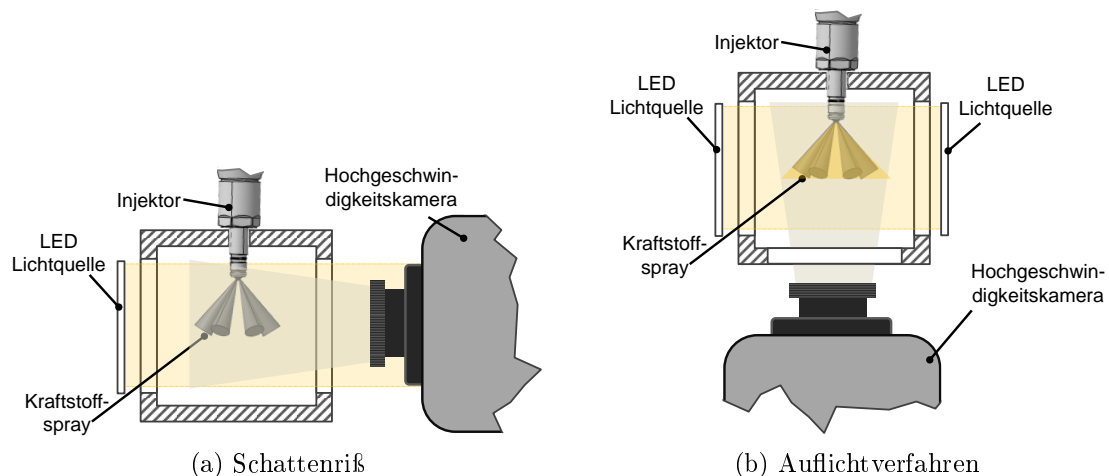 Injektor
Hochgeschwin-
digkeitskamera
LED
Lichtquelle
Kraftstoff-
spray
(a) Schattenriß
Injektor
LED
Lichtquelle
LED
Lichtquelle
Kraftstoff-
spray
Hochgeschwin-
digkeitskamera
(b) Auflichtverfahren